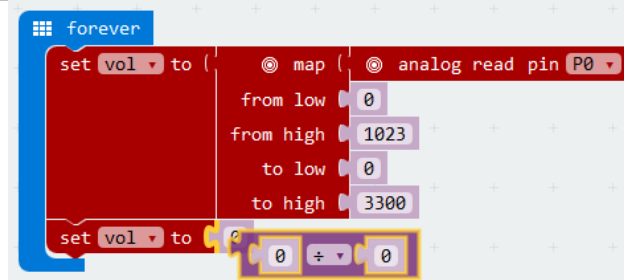 forever
set vol to map analog read pin P0
from low 0
from high 1023
to low 0
to high 3300
set vol to 0
0 ÷ 0